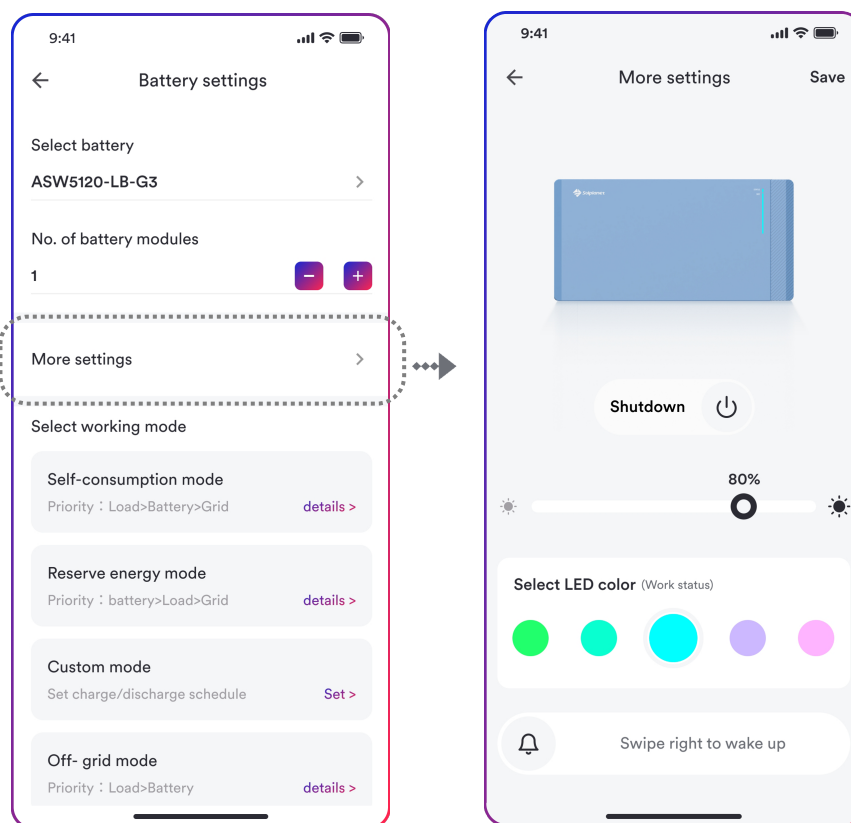 9:41
Battery settings
Select battery
ASW5120-LB-G3
No. of battery modules
1
More settings
Select working mode
Self-consumption mode
Priority：Load>Battery>Grid
details >
Reserve energy mode
Priority：battery>Load>Grid
details >
Custom mode
Set charge/discharge schedule
Set >
Off- grid mode
Priority：Load>Battery
details >
9:41
More settings
Save
Shutdown
80%
Select LED color (Work status)
Swipe right to wake up